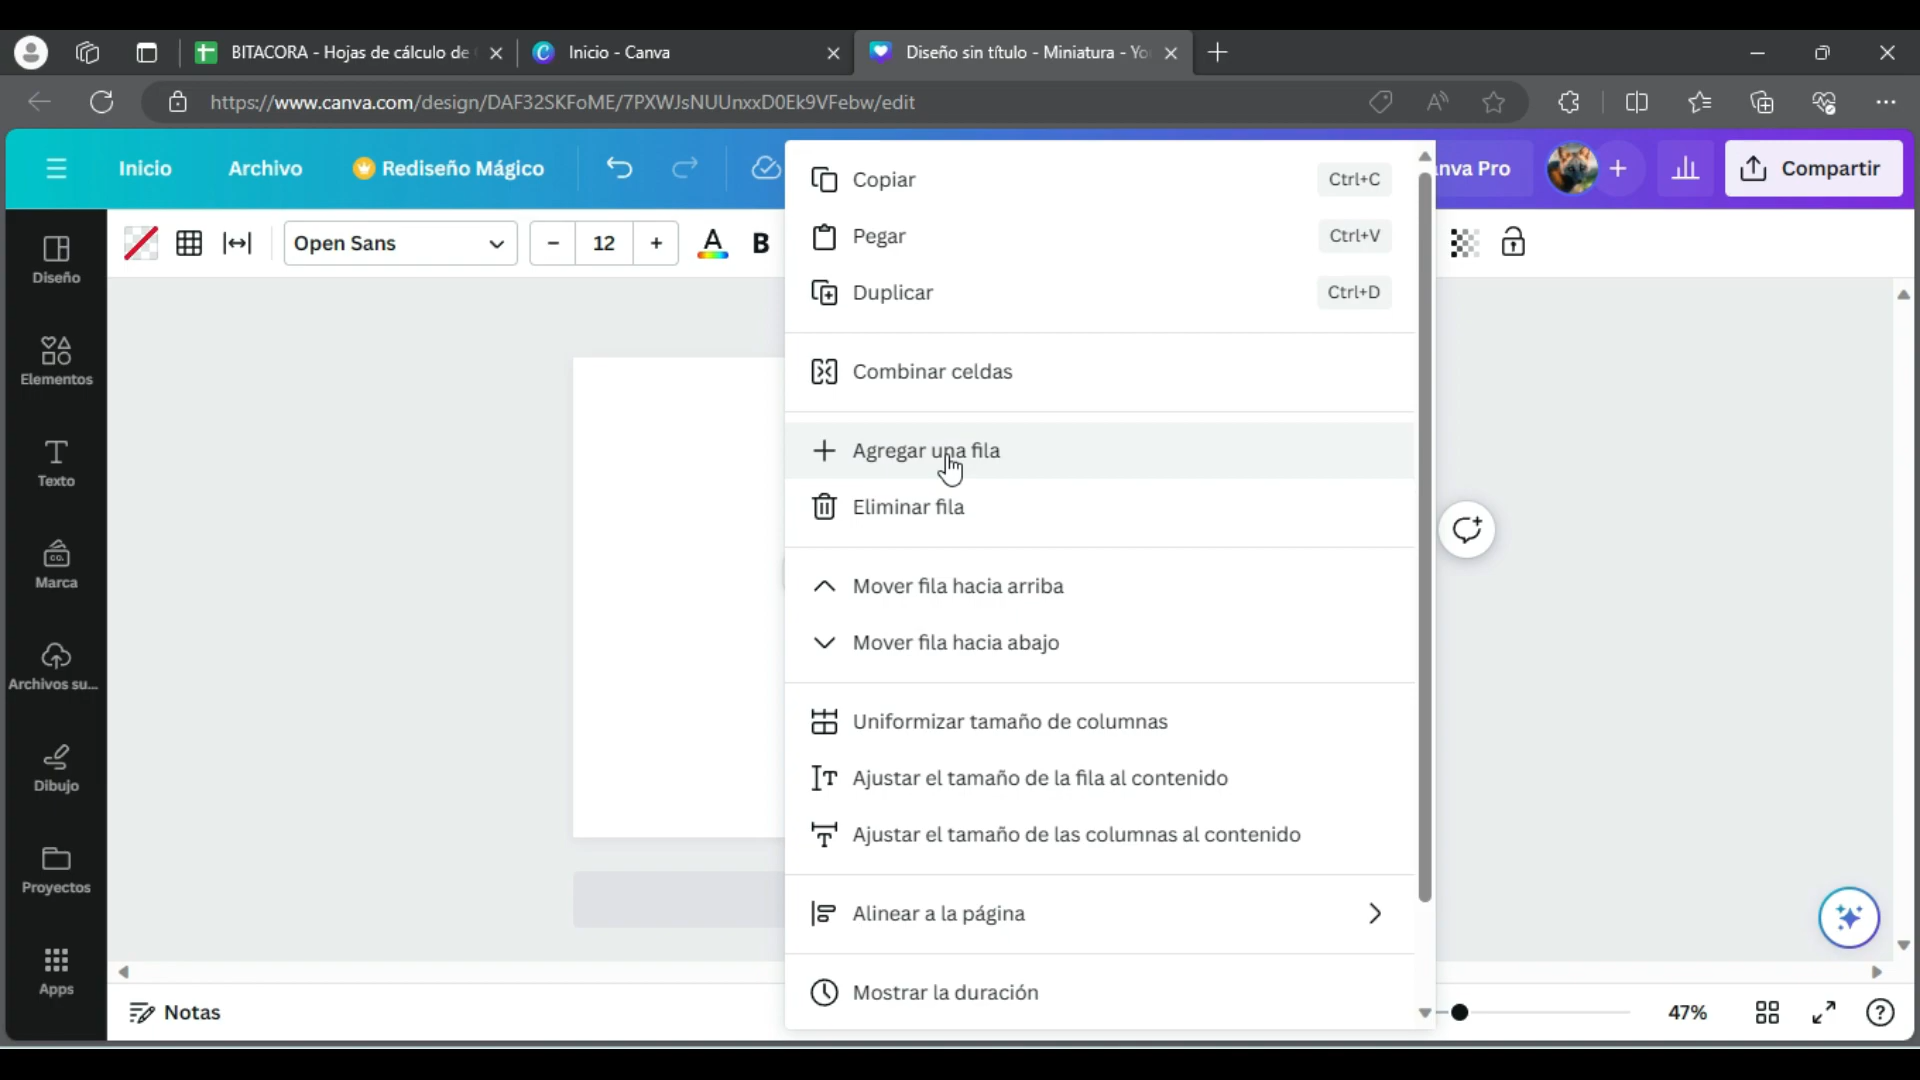 BITACORA - Hojas de cálculo de
Inicio - Canva
Diseño sin título - Miniatura - Yo
https://www.canva.com/design/DAF32SKFoME/7PXWJsNUUnxxD0Ek9VFebw/edit
Inicio
Archivo
Rediseño Mágico
nva Pro
Compartir
Open Sans
12
B
Diseño
Elementos
Texto
Marca
Archivos su...
Dibujo
Proyectos
Apps
Copiar Ctrl+C
Pegar Ctrl+V
Duplicar Ctrl+D
Combinar celdas
Agregar una fila
Eliminar fila
Mover fila hacia arriba
Mover fila hacia abajo
Uniformizar tamaño de columnas
Ajustar el tamaño de la fila al contenido
Ajustar el tamaño de las columnas al contenido
Alinear a la página
Mostrar la duración
Notas
47%